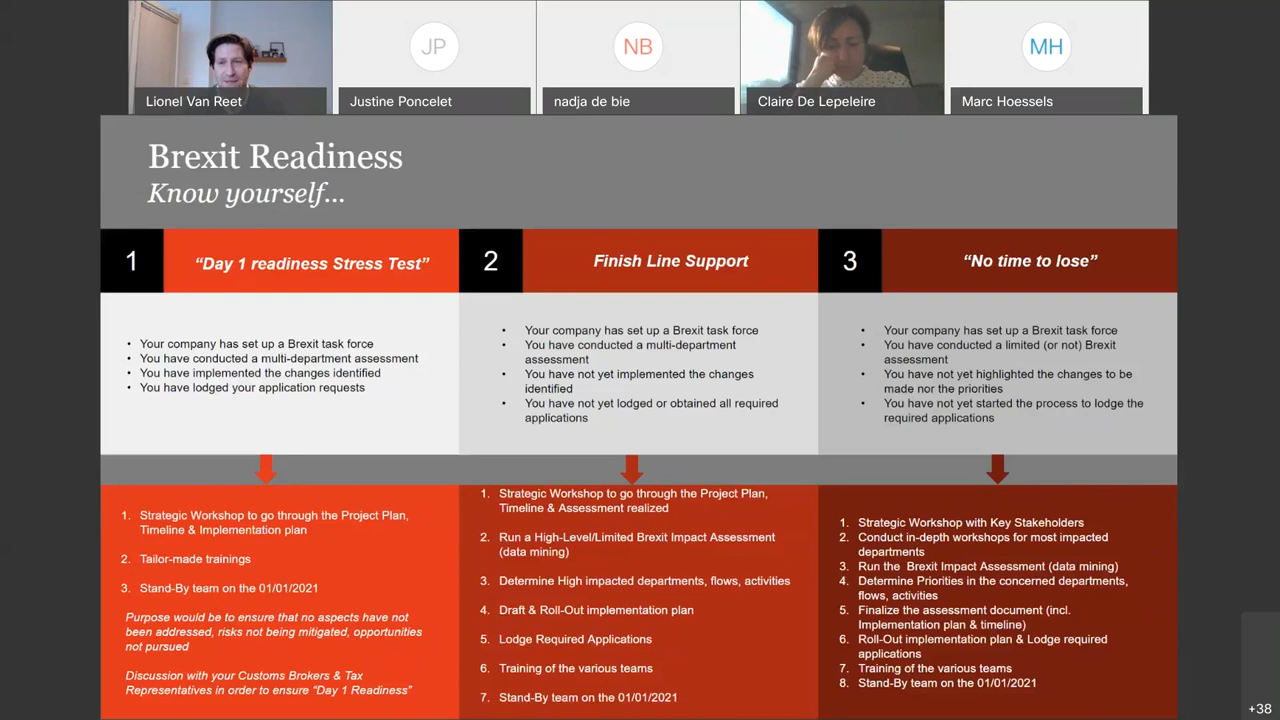 JP
NB
MH
Lionel Van Reet
Justine Poncelet
nadja de bie
Claire De Lepeleire
Marc Hoessels
Brexit Readiness
Know yourself...
1
“Day 1 readiness Stress Test”
2
Finish Line Support
3
“No time to lose”
• Your company has set up a Brexit task force
• You have conducted a multi-department assessment
• You have implemented the changes identified
• You have lodged your application requests
• Your company has set up a Brexit task force
• You have conducted a multi-department
assessment
• You have not yet implemented the changes
identified
• You have not yet lodged or obtained all required
applications
• Your company has set up a Brexit task force
• You have conducted a limited (or not) Brexit
assessment
• You have not yet highlighted the changes to be
made nor the priorities
• You have not yet started the process to lodge the
required applications
1. Strategic Workshop to go through the Project Plan,
Timeline & Implementation plan
2. Tailor-made trainings
3. Stand-By team on the 01/01/2021
Purpose would be to ensure that no aspects have not
been addressed, risks not being mitigated, opportunities
not pursued
Discussion with your Customs Brokers & Tax
Representatives in order to ensure “Day 1 Readiness”
1. Strategic Workshop to go through the Project Plan,
Timeline & Assessment realized
2. Run a High-Level/Limited Brexit Impact Assessment
(data mining)
3. Determine High impacted departments, flows, activities
4. Draft & Roll-Out implementation plan
5. Lodge Required Applications
6. Training of the various teams
7. Stand-By team on the 01/01/2021
1. Strategic Workshop with Key Stakeholders
2. Conduct in-depth workshops for most impacted
departments
3. Run the Brexit Impact Assessment (data mining)
4. Determine Priorities in the concerned departments,
flows, activities
5. Finalize the assessment document (incl.
Implementation plan & timeline)
6. Roll-Out implementation plan & Lodge required
applications
7. Training of the various teams
8. Stand-By team on the 01/01/2021
+38